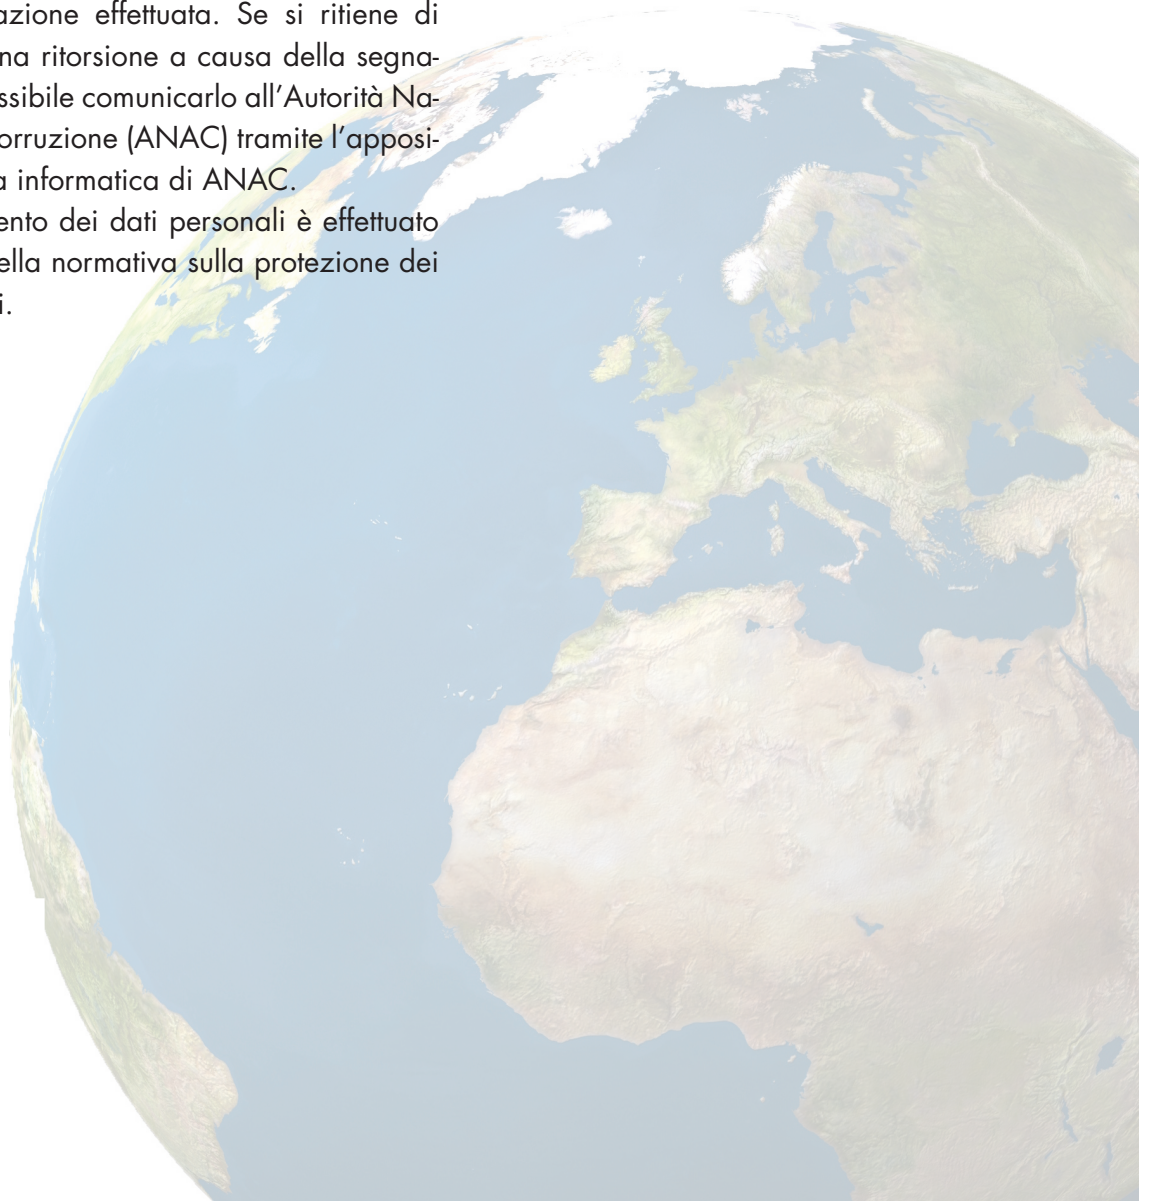 azione effettuata. Se si ritiene di
na ritorsione a causa della segna-
ssibile comunicarlo all'Autorità Na-
orruzione (ANAC) tramite l'apposi-
a informatica di ANAC.
ento dei dati personali è effettuato
ella normativa sulla protezione dei
i.